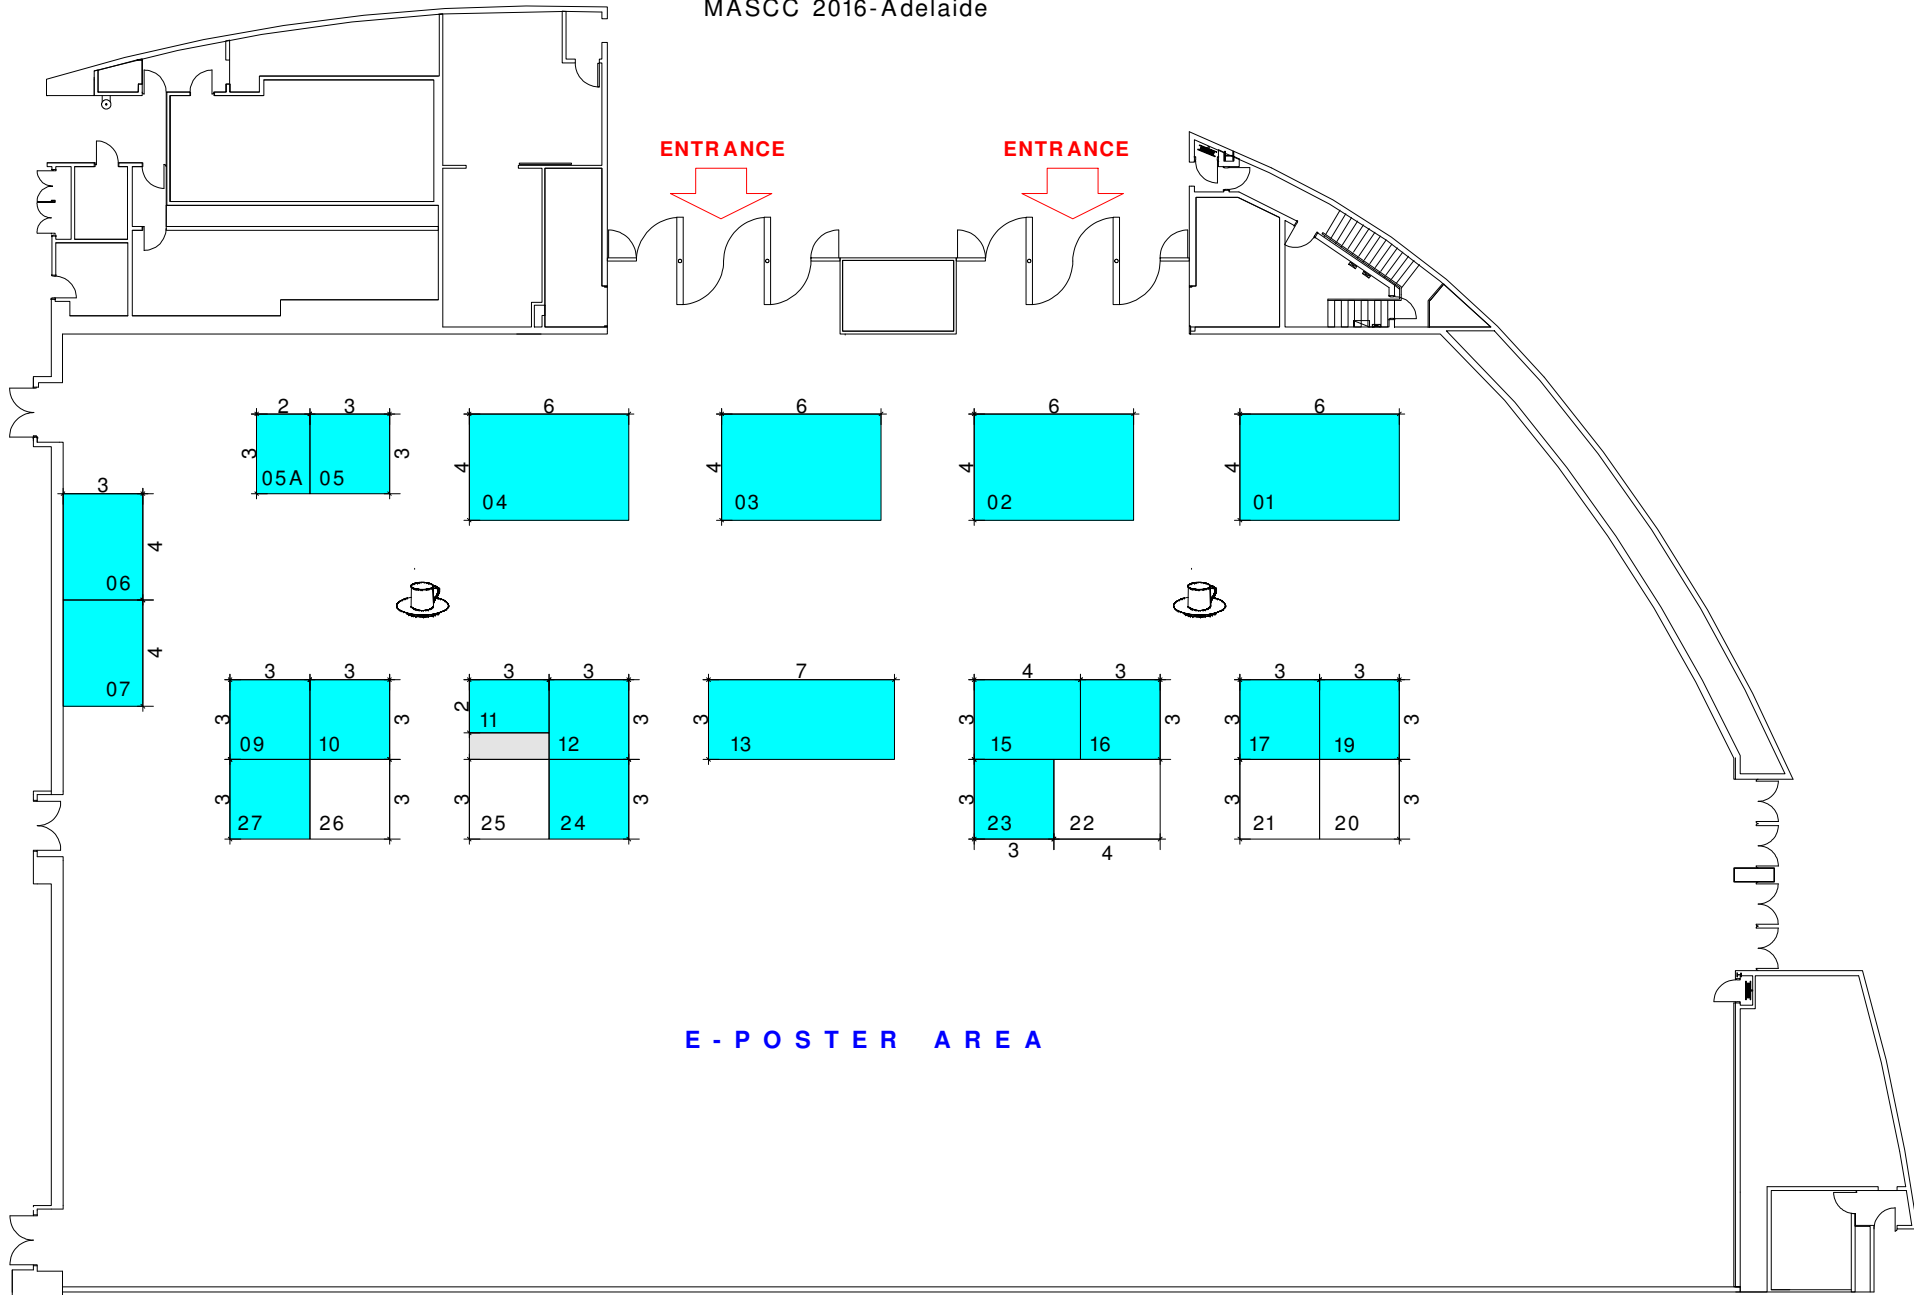 MASCC 2016-Adelaide
ENTRANCE ENTRANCE
2 3 6 6 6 6
3 3 4 4 4 4
05A 05 04 03 02 01
3
4
06
4
07
3 3 3 3 7 4 3 3 3
3 3 2 3 3 3 3 3 3
11
09 10 12 13 15 16 17 19
3 3 3 3 3 3 3
27 26 25 24 23 22 21 20
3 4
E-POSTER AREA